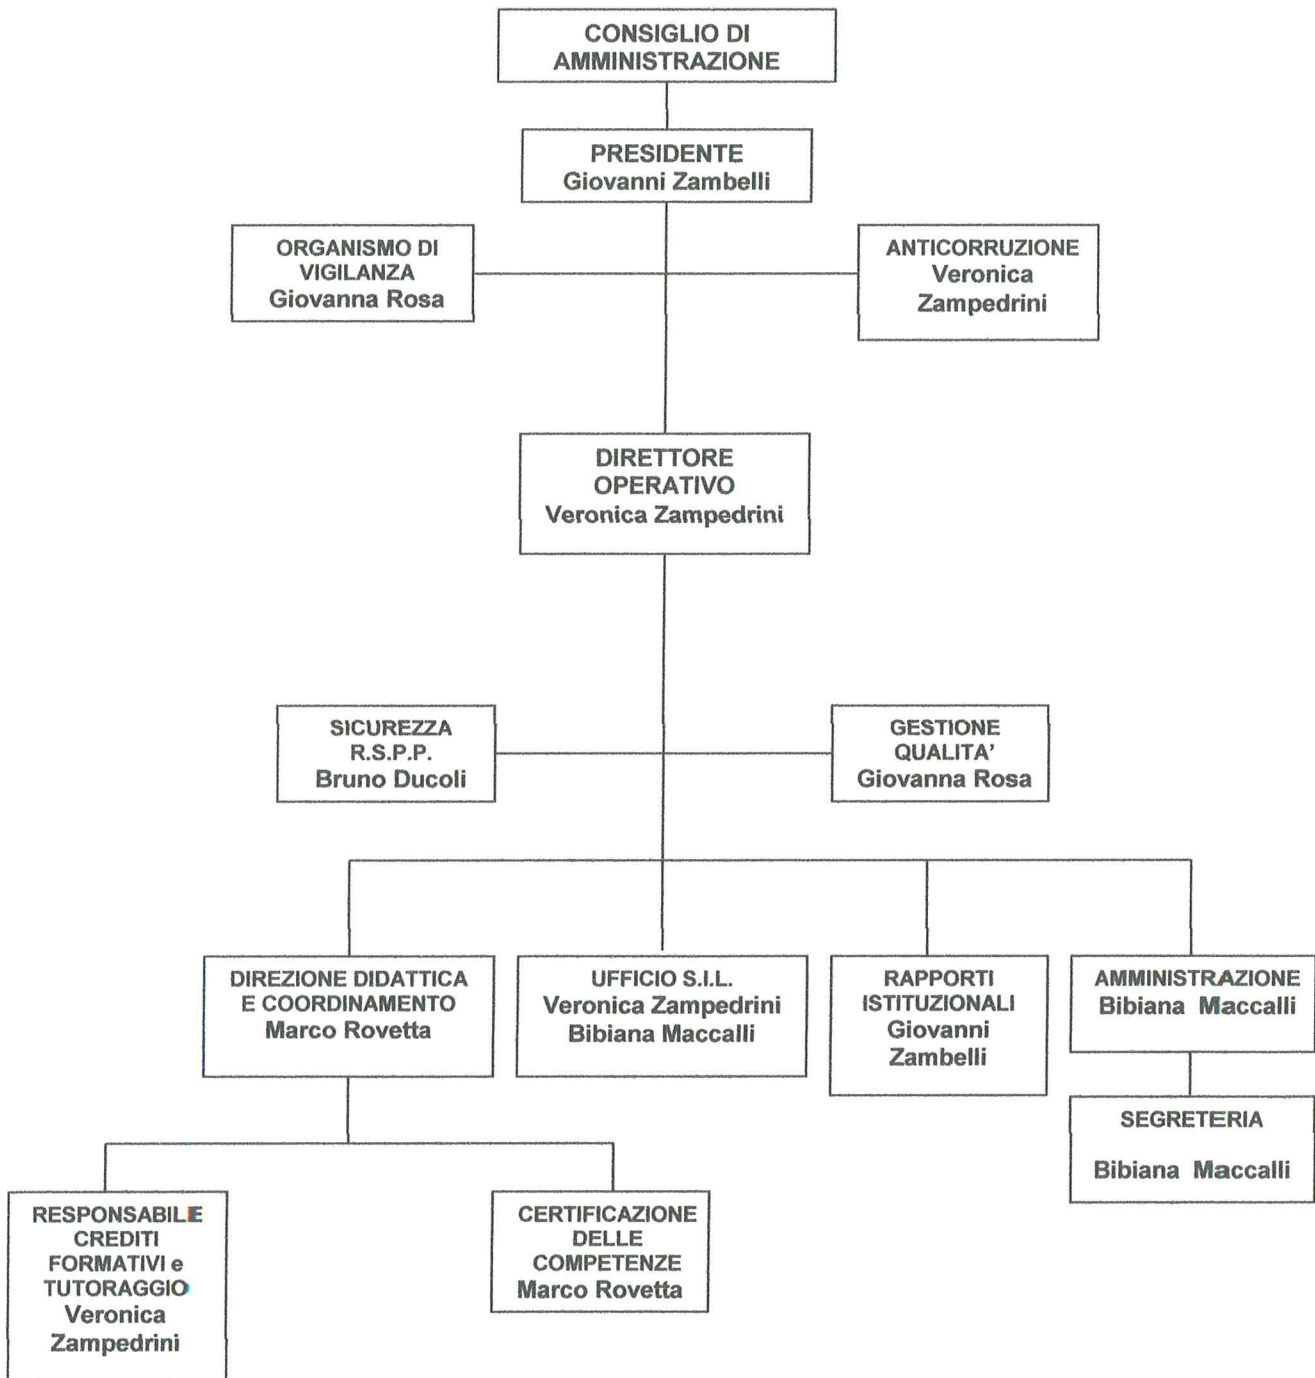 CONSIGLIO DI
AMMINISTRAZIONE
PRESIDENTE
Giovanni Zambelli
ORGANISMO DI
VIGILANZA
Giovanna Rosa
ANTICORRUZIONE
Veronica
Zampedrini
DIRETTORE
OPERATIVO
Veronica Zampedrini
SICUREZZA
R.S.P.P.
Bruno Ducoli
GESTIONE
QUALITA'
Giovanna Rosa
DIREZIONE DIDATTICA
E COORDINAMENTO
Marco Rovetta
UFFICIO S.I.L.
Veronica Zampedrini
Bibiana Maccalli
RAPPORTI
ISTITUZIONALI
Giovanni
Zambelli
AMMINISTRAZIONE
Bibiana Maccalli
SEGRETERIA
Bibiana Maccalli
RESPONSABILE
CREDITI
FORMATIVI e
TUTORAGGIO
Veronica
Zampedrini
CERTIFICAZIONE
DELLE
COMPETENZE
Marco Rovetta